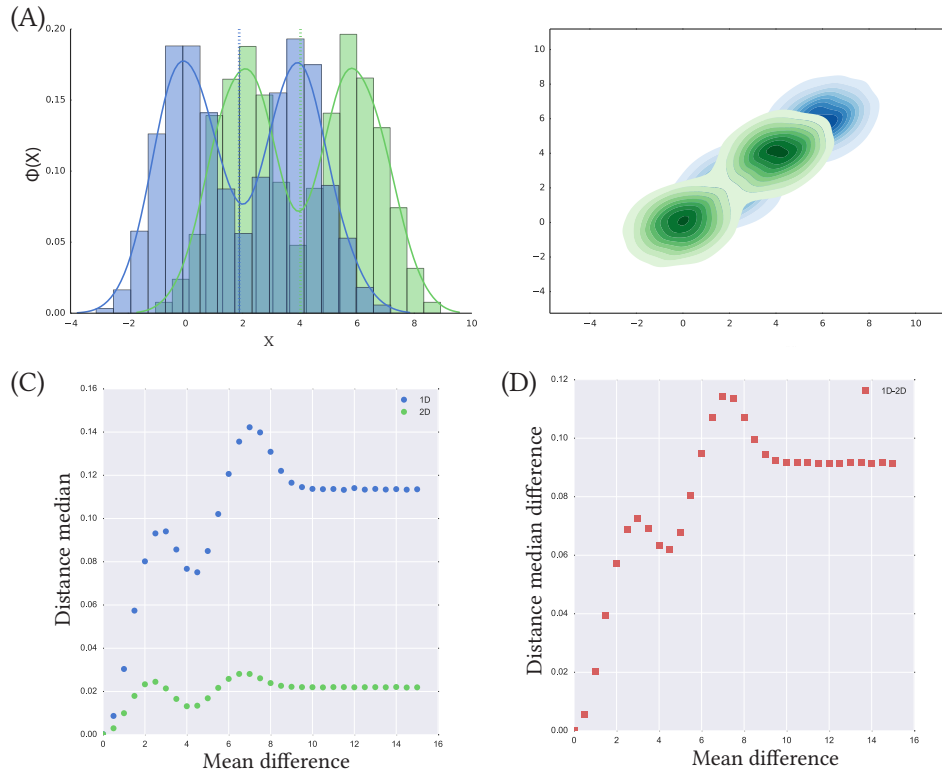 (A)
0.20
0.15
0.10
0.05
0.00
Φ(X)
−4 −2 0 2 4 6 8 10
X
10
8
6
4
2
0
−2
−4
−4 −2 0 2 4 6 8 10
(C)
0.16
0.14
0.12
0.10
0.08
0.06
0.04
0.02
0.00
Distance median
1D
2D
0 2 4 6 8 10 12 14 16
Mean difference
(D)
0.12
0.10
0.08
0.06
0.04
0.02
0.00
Distance median difference
1D-2D
0 2 4 6 8 10 12 14 16
Mean difference